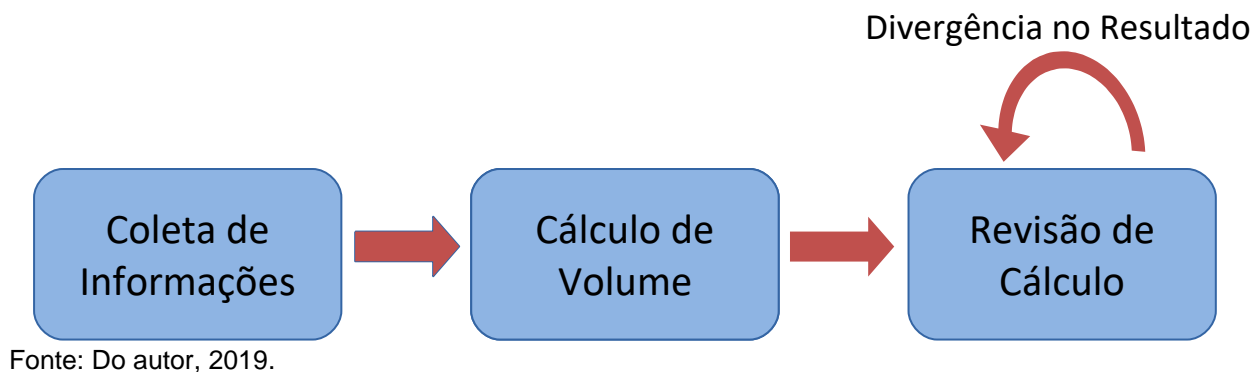 Divergência no Resultado
Coleta de
Informações
Cálculo de
Volume
Revisão de
Cálculo
Fonte: Do autor, 2019.